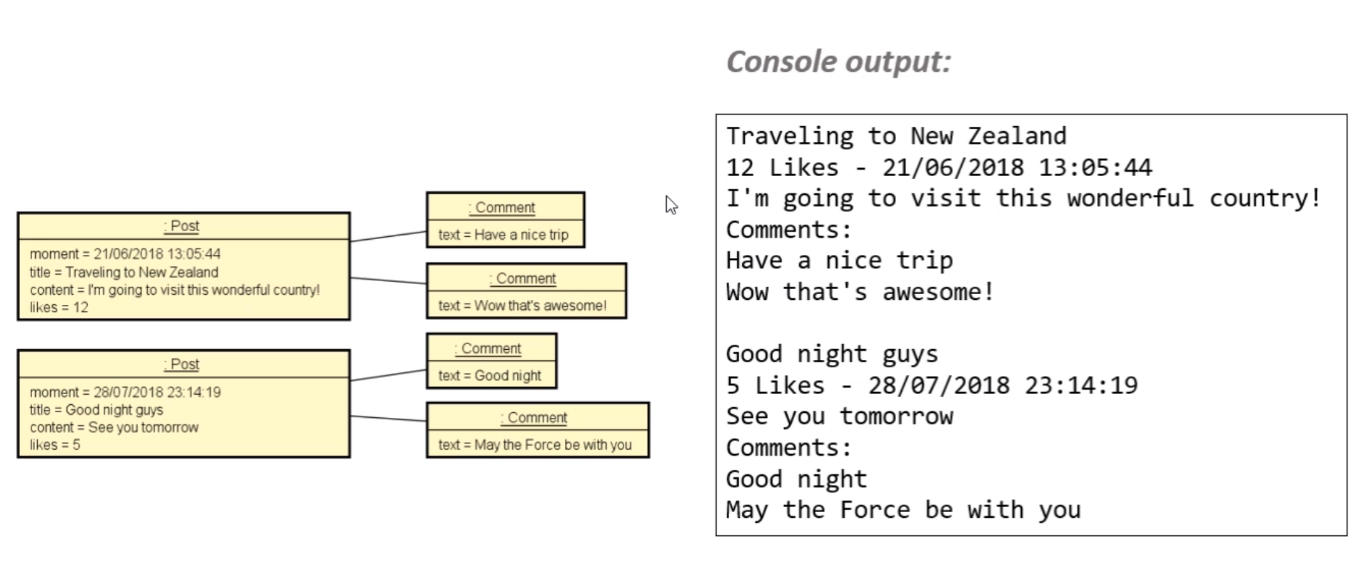 Console output:
: Post
moment = 21/06/2018 13:05:44
title = Traveling to New Zealand
content = I'm going to visit this wonderful country!
likes = 12
: Comment
text = Have a nice trip
: Comment
text = Wow that's awesome!
: Post
moment = 28/07/2018 23:14:19
title = Good night guys
content = See you tomorrow
likes = 5
: Comment
text = Good night
: Comment
text = May the Force be with you
Traveling to New Zealand
12 Likes - 21/06/2018 13:05:44
I'm going to visit this wonderful country!
Comments:
Have a nice trip
Wow that's awesome!
Good night guys
5 Likes - 28/07/2018 23:14:19
See you tomorrow
Comments:
Good night
May the Force be with you